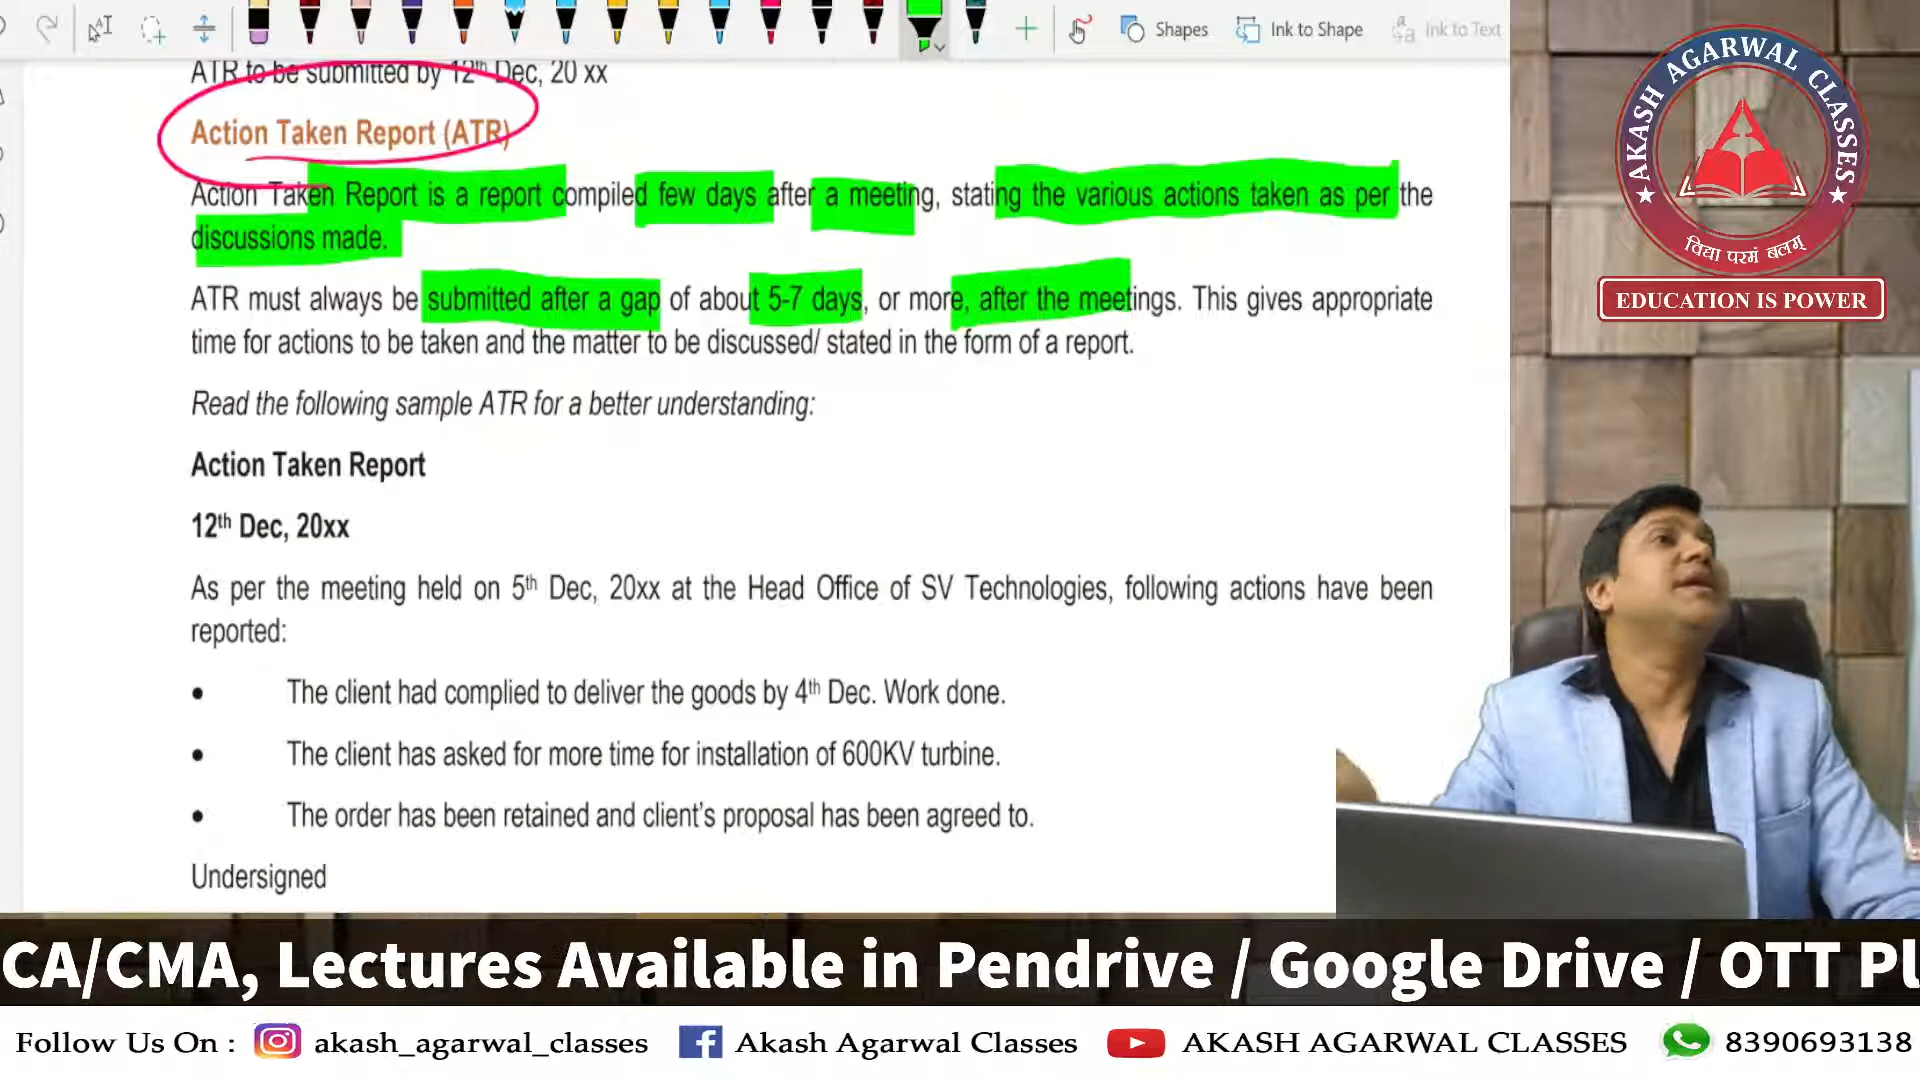 Shapes
Ink to Shape
Ink to Text
ATR to be submitted by 12th Dec, 20 xx
Action Taken Report (ATR)
Action Taken Report is a report compiled few days after a meeting, stating the various actions taken as per the
discussions made.
ATR must always be submitted after a gap of about 5-7 days, or more, after the meetings. This gives appropriate
time for actions to be taken and the matter to be discussed/ stated in the form of a report.
Read the following sample ATR for a better understanding:
Action Taken Report
12th Dec, 20xx
As per the meeting held on 5th Dec, 20xx at the Head Office of SV Technologies, following actions have been
reported:
• The client had complied to deliver the goods by 4th Dec. Work done.
• The client has asked for more time for installation of 600KV turbine.
• The order has been retained and client's proposal has been agreed to.
Undersigned
AKASH AGARWAL CLASSES
विद्या परमं बलम्
EDUCATION IS POWER
CA/CMA, Lectures Available in Pendrive / Google Drive / OTT Pl
Follow Us On : akash_agarwal_classes Akash Agarwal Classes AKASH AGARWAL CLASSES 8390693138